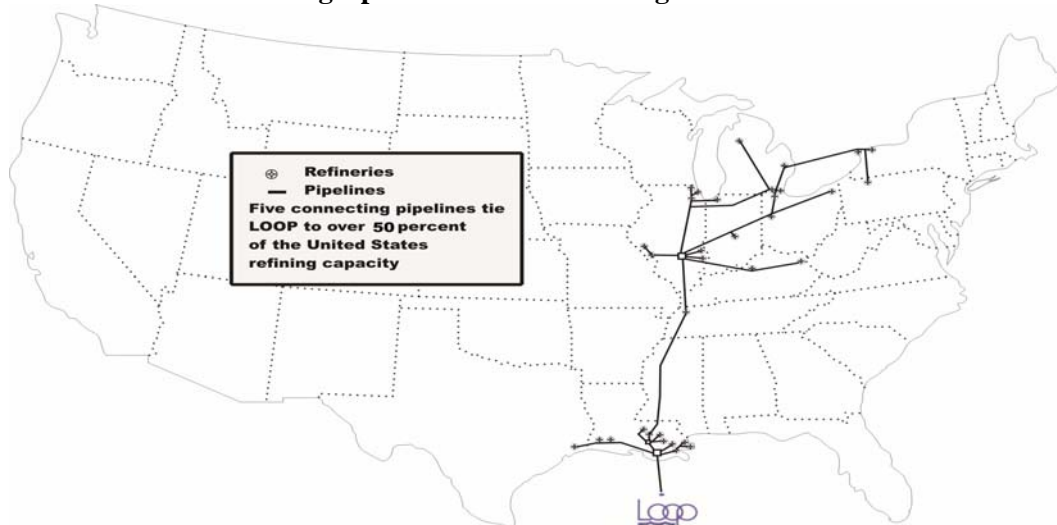 Refineries
Pipelines
Five connecting pipelines tie
LOOP to over 50 percent
of the United States
refining capacity
LOOP